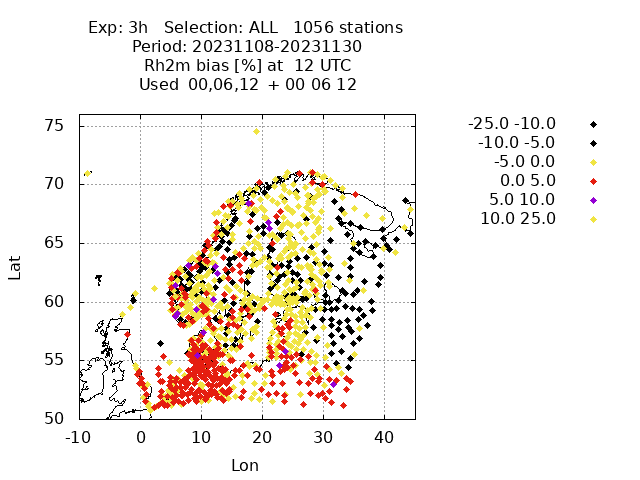 Exp: 3h Selection: ALL 1056 stations
Period: 20231108-20231130
Rh2m bias [%] at 12 UTC
Used 00,06,12 + 00 06 12
-25.0 -10.0
-10.0 -5.0
-5.0 0.0
0.0 5.0
5.0 10.0
10.0 25.0
75
70
65
60
55
50
Lat
-10 0 10 20 30 40
Lon